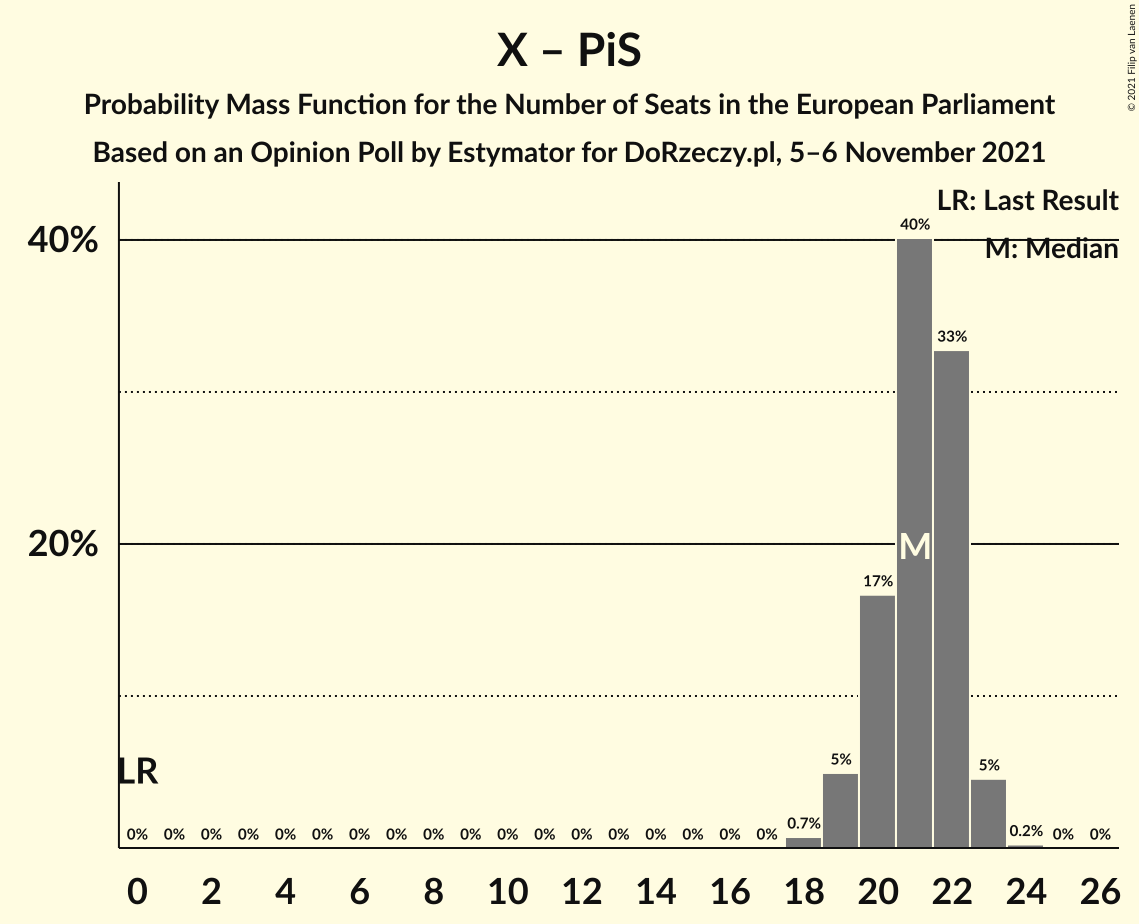 X – PiS
Probability Mass Function for the Number of Seats in the European Parliament
Based on an Opinion Poll by Estymator for DoRzeczy.pl, 5–6 November 2021
© 2021 Filip van Laenen
LR: Last Result
M: Median
40%
20%
40%
33%
M
17%
LR
0% 0% 0% 0% 0% 0% 0% 0% 0% 0% 0% 0% 0% 0% 0% 0% 0% 0% 0.7% 5% 5% 0.2% 0% 0%
0 2 4 6 8 10 12 14 16 18 20 22 24 26